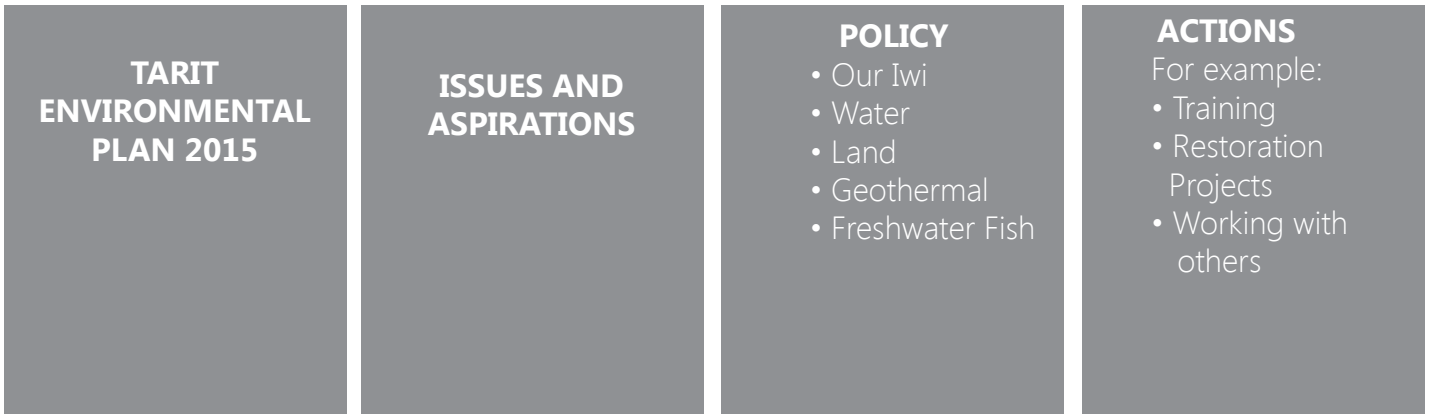 TARIT
ENVIRONMENTAL
PLAN 2015
ISSUES AND
ASPIRATIONS
POLICY
• Our Iwi
• Water
• Land
• Geothermal
• Freshwater Fish
ACTIONS
For example:
• Training
• Restoration
Projects
• Working with
others